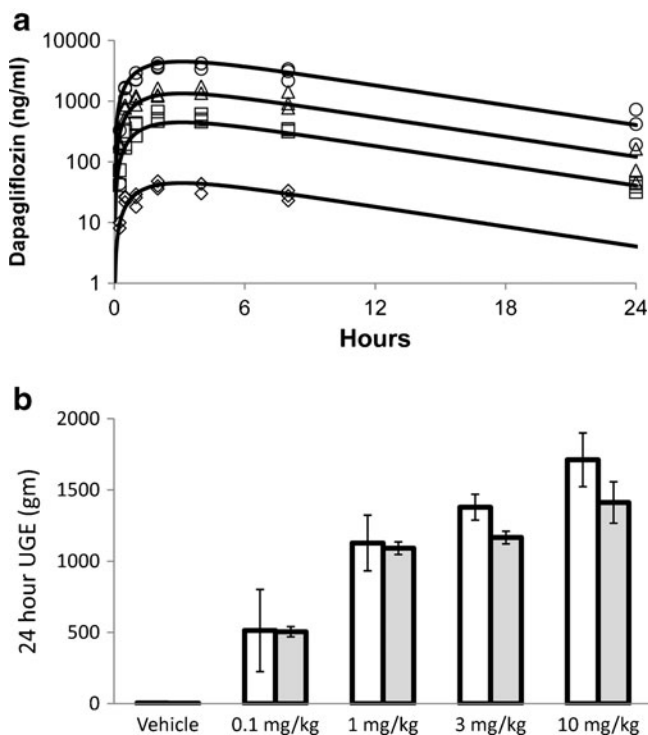 a
Dapagliflozin (ng/ml)
10000
1000
100
10
1
0 6 12 18 24
Hours
b
24 hour UGE (gm)
2000
1500
1000
500
0
Vehicle 0.1 mg/kg 1 mg/kg 3 mg/kg 10 mg/kg